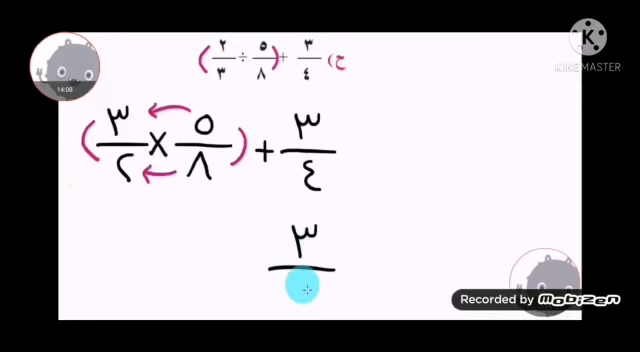 ج) ٣/٤ + (٥/٨ ÷ ٢/٣)
٣/٤ + (٥/٨ × ٣/٢)
٣
K
KINEMASTER
14:08
Recorded by mobizen